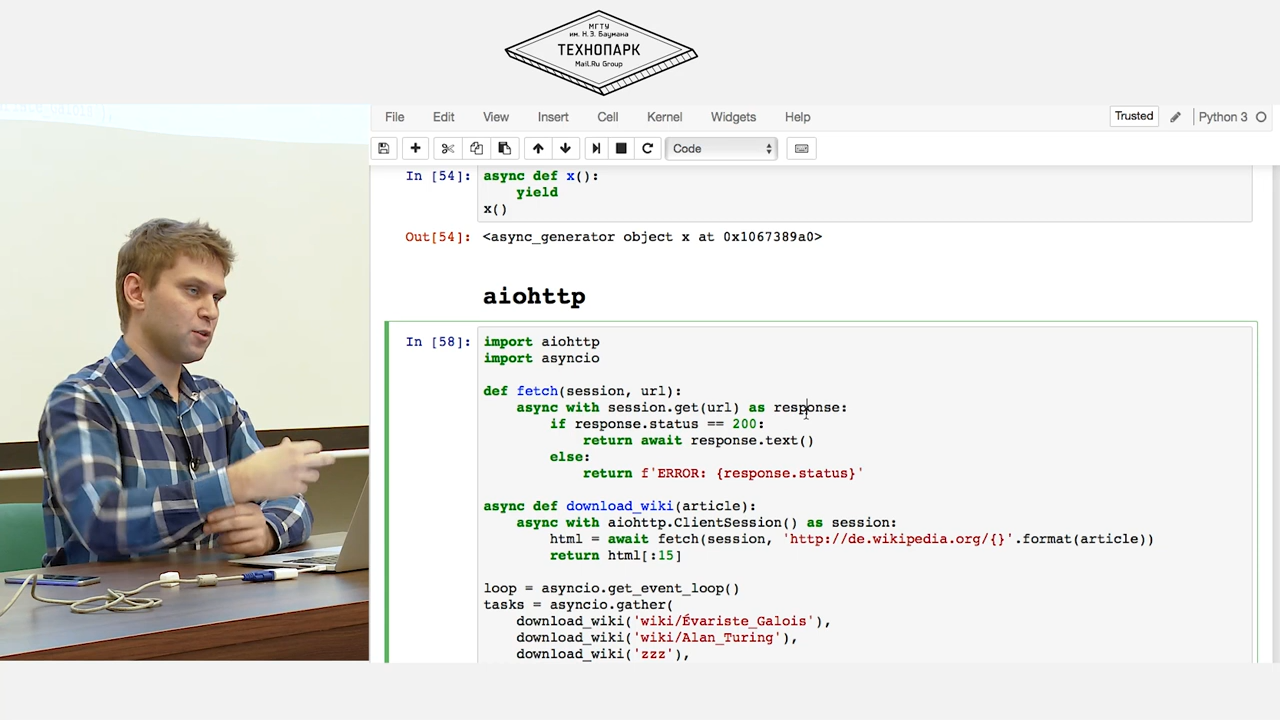 МГТУ
им. Н.Э. Баумана
ТЕХНОПАРК
Mail.Ru Group
File Edit View Insert Cell Kernel Widgets Help Trusted Python 3
Code
In [54]: async def x():
yield
x()
Out[54]: <async_generator object x at 0x1067389a0>
aiohttp
In [58]: import aiohttp
import asyncio
def fetch(session, url):
async with session.get(url) as response:
if response.status == 200:
return await response.text()
else:
return f'ERROR: {response.status}'
async def download_wiki(article):
async with aiohttp.ClientSession() as session:
html = await fetch(session, 'http://de.wikipedia.org/{}'.format(article))
return html[:15]
loop = asyncio.get_event_loop()
tasks = asyncio.gather(
download_wiki('wiki/Évariste_Galois'),
download_wiki('wiki/Alan_Turing'),
download_wiki('zzz'),